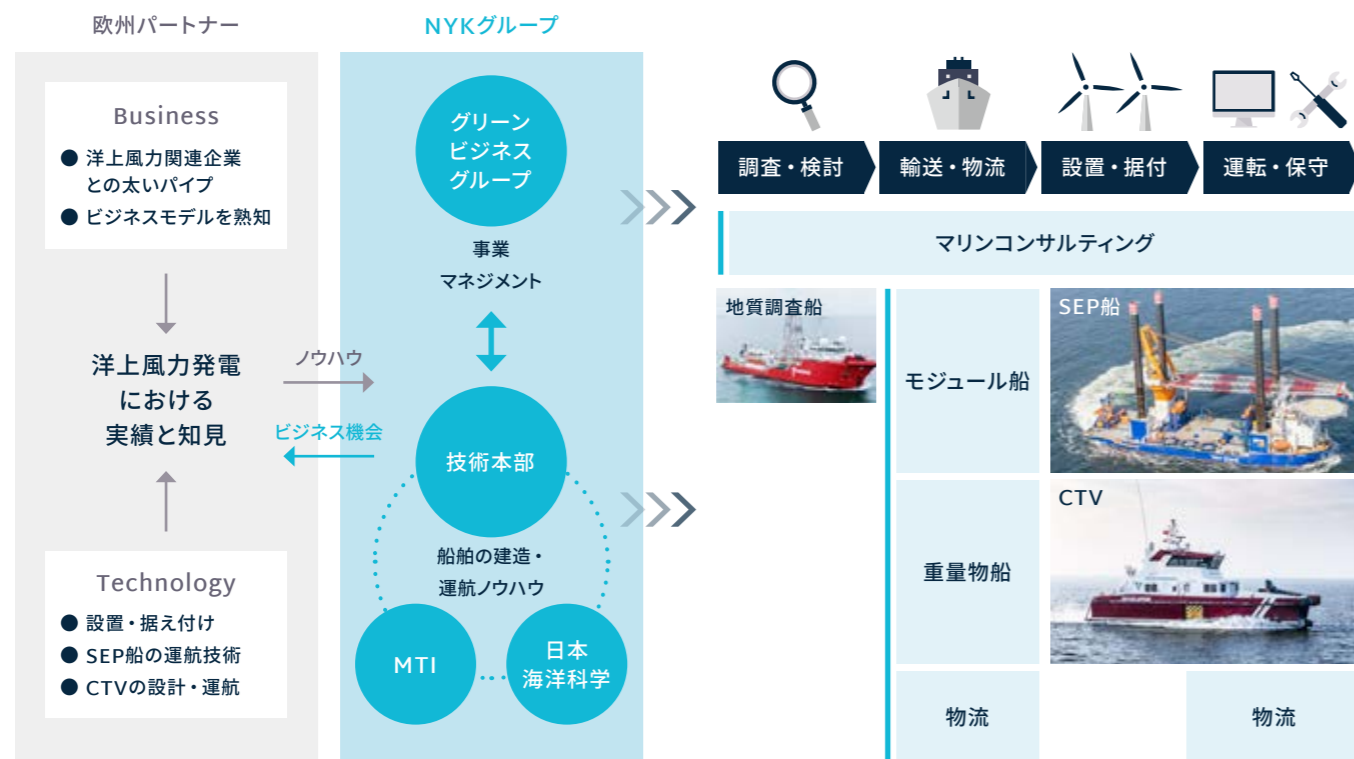 欧州パートナー
Business
● 洋上風力関連企業
との太いパイプ
● ビジネスモデルを熟知
洋上風力発電
における
実績と知見
Technology
● 設置・据え付け
● SEP船の運航技術
● CTVの設計・運航
ノウハウ
ビジネス機会
NYKグループ
グリーン
ビジネス
グループ
事業
マネジメント
技術本部
船舶の建造・
運航ノウハウ
MTI
日本
海洋科学
調査・検討
輸送・物流
設置・据付
運転・保守
マリンコンサルティング
地質調査船
モジュール船
SEP船
重量物船
CTV
物流
物流